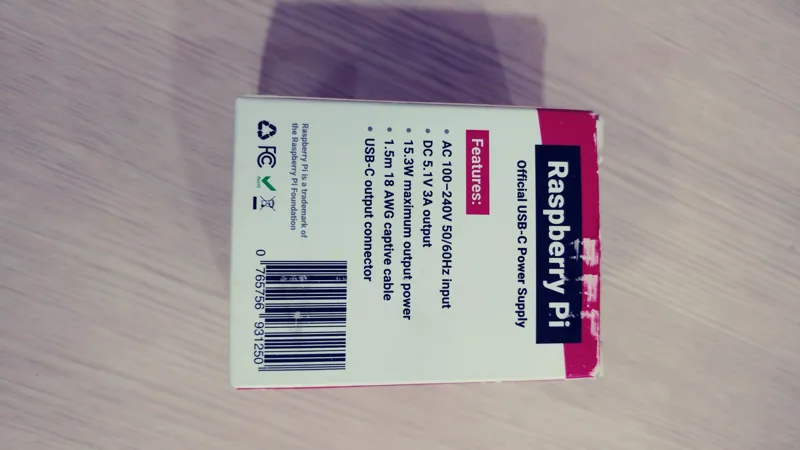 Raspberry Pi
Official USB-C Power Supply
Features:
• AC 100–240V 50/60Hz input
• DC 5.1V 3A output
• 15.3W maximum output power
• 1.5m 18 AWG captive cable
• USB-C output connector
Raspberry Pi is a trademark of
the Raspberry Pi Foundation
FC
RoHS
0 765756 931250